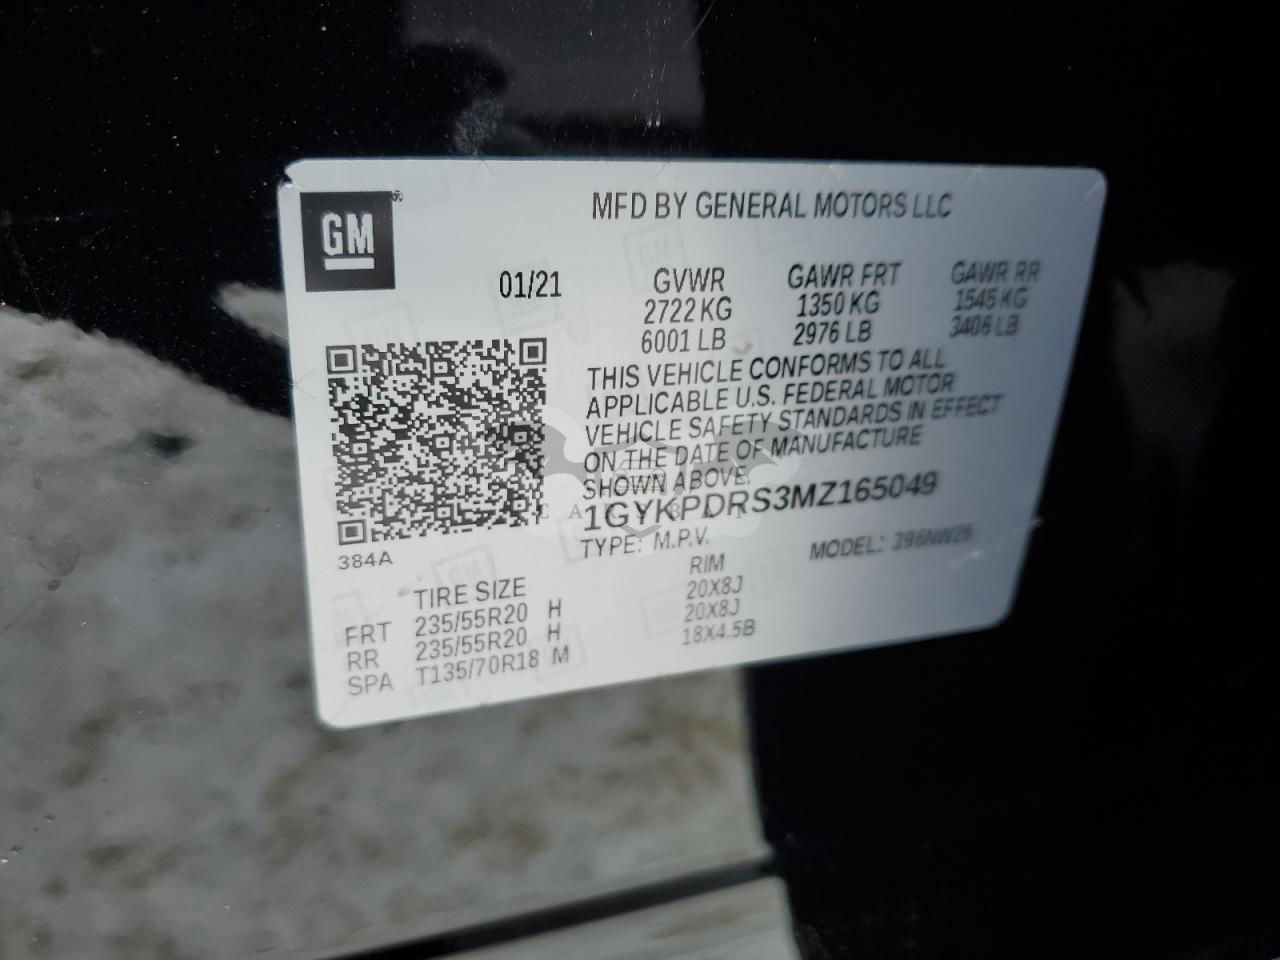 GM®
MFD BY GENERAL MOTORS LLC
01/21
GVWR GAWR FRT GAWR RR
2722 KG 1350 KG 1545 KG
6001 LB 2976 LB 3406 LB
THIS VEHICLE CONFORMS TO ALL
APPLICABLE U.S. FEDERAL MOTOR
VEHICLE SAFETY STANDARDS IN EFFECT
ON THE DATE OF MANUFACTURE
SHOWN ABOVE.
1GYKPDRS3MZ165049
TYPE: M.P.V. MODEL: 396NW26
384A
TIRE SIZE RIM
FRT 235/55R20 H 20X8J
RR 235/55R20 H 20X8J
SPA T135/70R18 M 18X4.5B